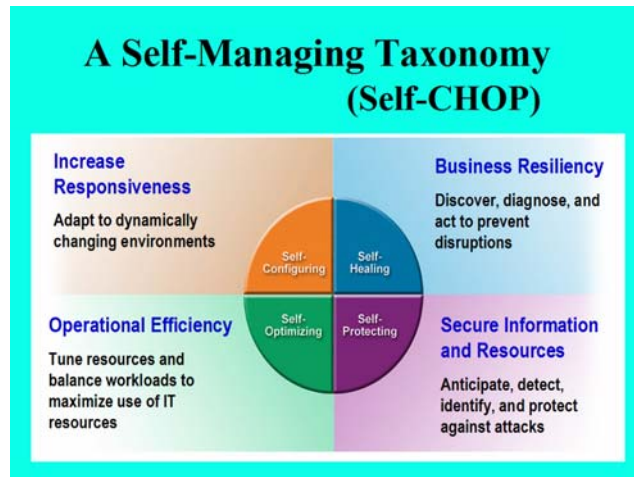 A Self-Managing Taxonomy
(Self-CHOP)
Increase
Responsiveness
Adapt to dynamically
changing environments
Business Resiliency
Discover, diagnose, and
act to prevent
disruptions
Self-
Configuring
Self-
Healing
Self-
Optimizing
Self-
Protecting
Operational Efficiency
Tune resources and
balance workloads to
maximize use of IT
resources
Secure Information
and Resources
Anticipate, detect,
identify, and protect
against attacks